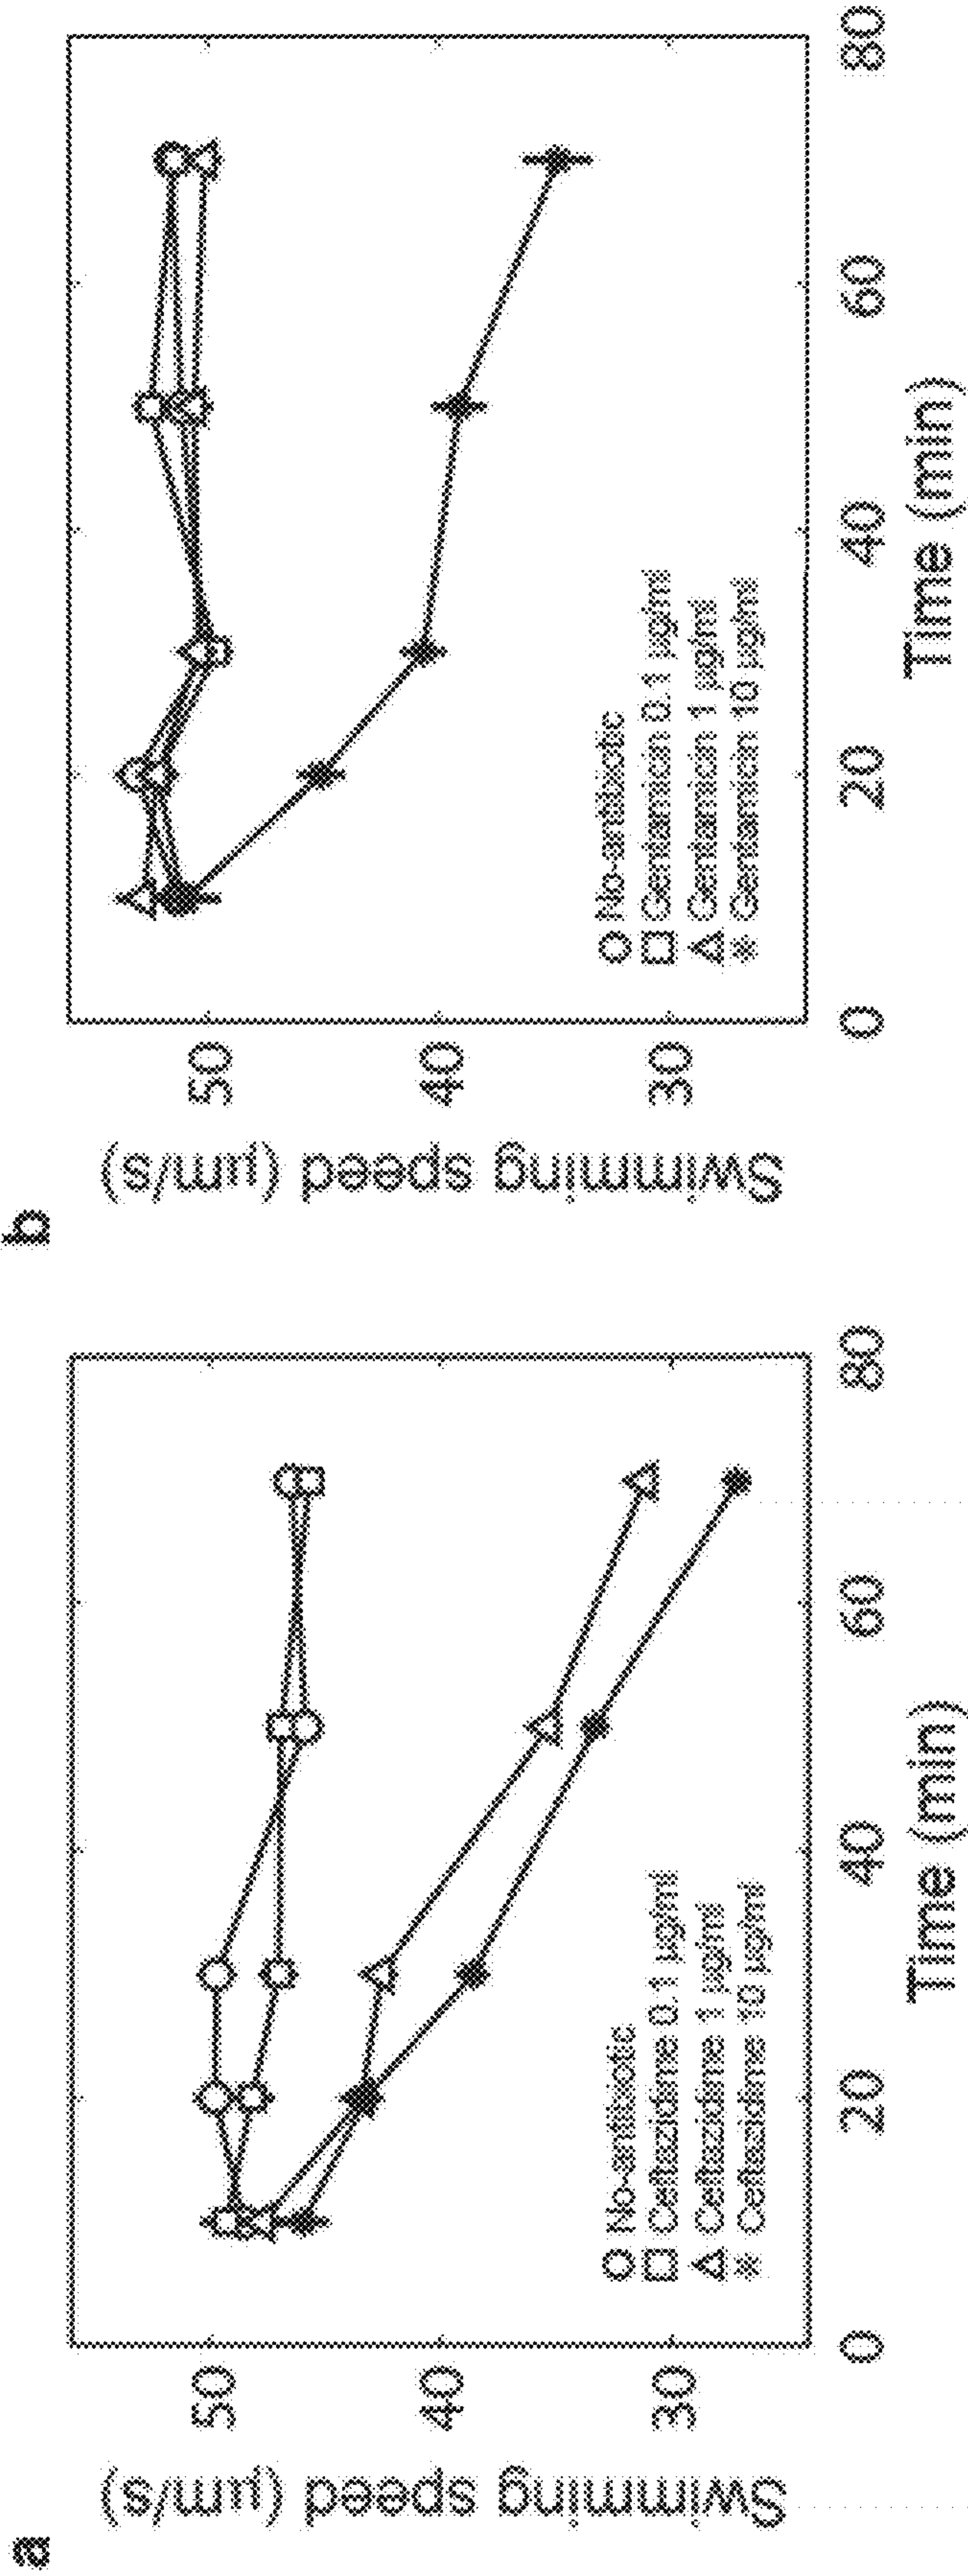 a
Swimming speed (µm/s)
50
40
30
No-antibiotic
Ceftazidime 0.1 µg/ml
Ceftazidime 1 µg/ml
Ceftazidime 10 µg/ml
0
20
40
60
80
Time (min)
b
Swimming speed (µm/s)
50
40
30
No-antibiotic
Gentamicin 0.1 µg/ml
Gentamicin 1 µg/ml
Gentamicin 10 µg/ml
0
20
40
60
80
Time (min)